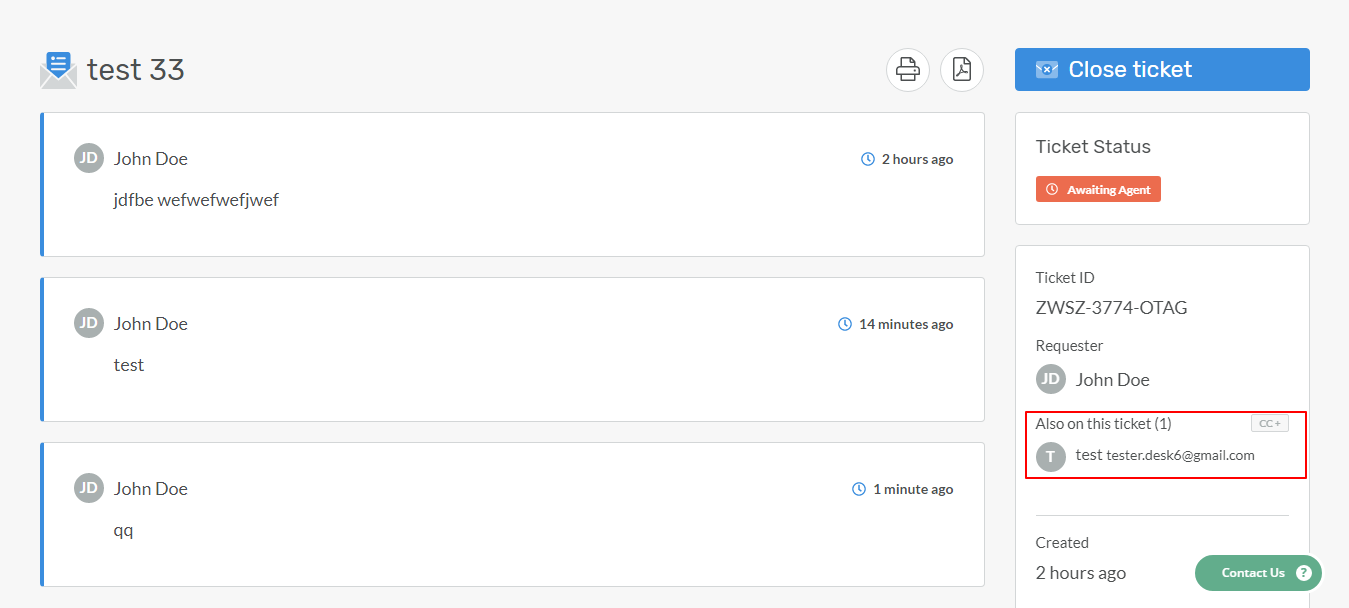 test 33
Close ticket
JD John Doe
2 hours ago
jdfbe wefwefwefjwef
JD John Doe
14 minutes ago
test
JD John Doe
1 minute ago
qq
Ticket Status
Awaiting Agent
Ticket ID
ZWSZ-3774-OTAG
Requester
JD John Doe
Also on this ticket (1) CC +
T test tester.desk6@gmail.com
Created
2 hours ago
Contact Us ?